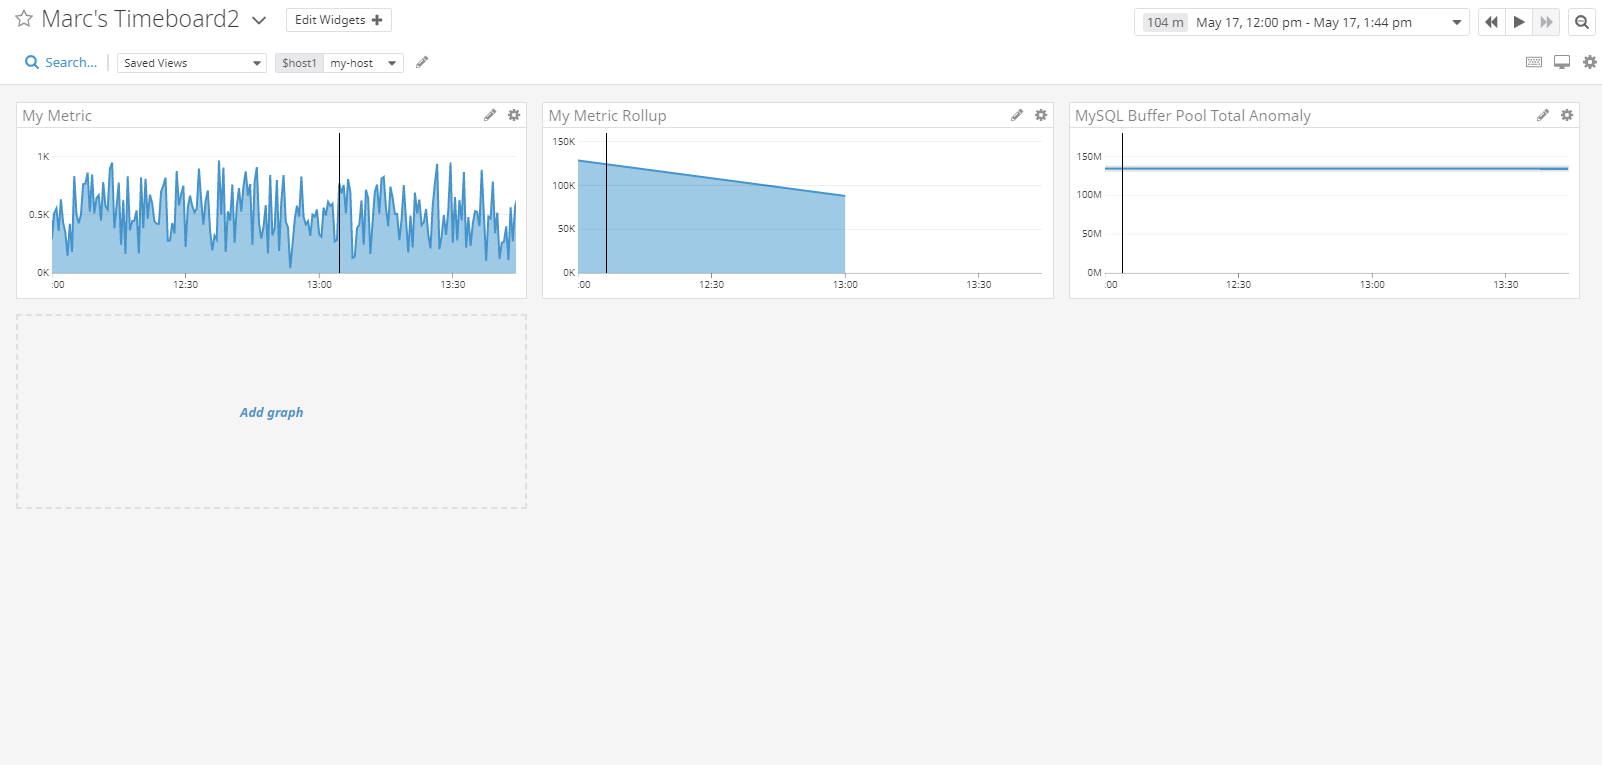 Marc's Timeboard2
Edit Widgets
104 m May 17, 12:00 pm - May 17, 1:44 pm
Search...
Saved Views
$host1 my-host
My Metric
1K
0.5K
0K
:00 12:30 13:00 13:30
My Metric Rollup
150K
100K
50K
0K
:00 12:30 13:00 13:30
MySQL Buffer Pool Total Anomaly
150M
100M
50M
0M
:00 12:30 13:00 13:30
Add graph